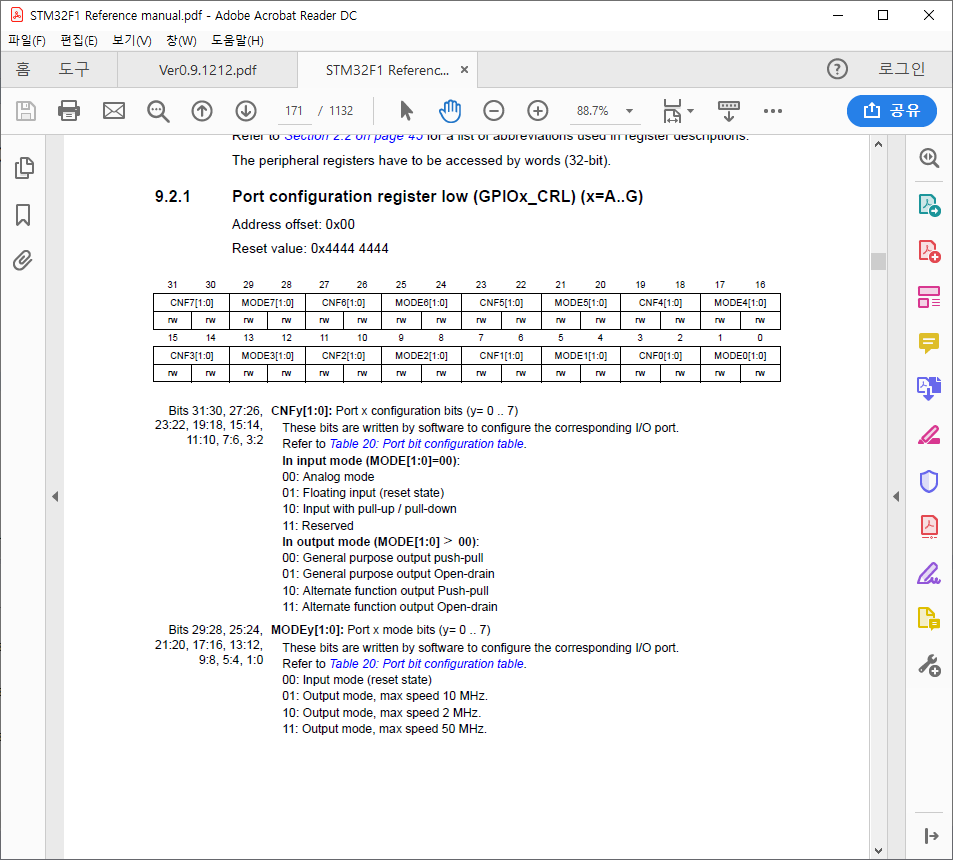 STM32F1 Reference manual.pdf - Adobe Acrobat Reader DC
파일(F) 편집(E) 보기(V) 창(W) 도움말(H)
홈 도구 Ver0.9.1212.pdf STM32F1 Referenc... × ? 로그인
171 / 1132 88.7% 공유
Refer to Section 2.2 on page 45 for a list of abbreviations used in register descriptions.
The peripheral registers have to be accessed by words (32-bit).
9.2.1 Port configuration register low (GPIOx_CRL) (x=A..G)
Address offset: 0x00
Reset value: 0x4444 4444
31 30 29 28 27 26 25 24 23 22 21 20 19 18 17 16
CNF7[1:0] MODE7[1:0] CNF6[1:0] MODE6[1:0] CNF5[1:0] MODE5[1:0] CNF4[1:0] MODE4[1:0]
rw rw rw rw rw rw rw rw rw rw rw rw rw rw rw rw
15 14 13 12 11 10 9 8 7 6 5 4 3 2 1 0
CNF3[1:0] MODE3[1:0] CNF2[1:0] MODE2[1:0] CNF1[1:0] MODE1[1:0] CNF0[1:0] MODE0[1:0]
rw rw rw rw rw rw rw rw rw rw rw rw rw rw rw rw
Bits 31:30, 27:26, CNFy[1:0]: Port x configuration bits (y= 0 .. 7)
23:22, 19:18, 15:14, These bits are written by software to configure the corresponding I/O port.
11:10, 7:6, 3:2 Refer to Table 20: Port bit configuration table.
In input mode (MODE[1:0]=00):
00: Analog mode
01: Floating input (reset state)
10: Input with pull-up / pull-down
11: Reserved
In output mode (MODE[1:0] > 00):
00: General purpose output push-pull
01: General purpose output Open-drain
10: Alternate function output Push-pull
11: Alternate function output Open-drain
Bits 29:28, 25:24, MODEy[1:0]: Port x mode bits (y= 0 .. 7)
21:20, 17:16, 13:12, These bits are written by software to configure the corresponding I/O port.
9:8, 5:4, 1:0 Refer to Table 20: Port bit configuration table.
00: Input mode (reset state)
01: Output mode, max speed 10 MHz.
10: Output mode, max speed 2 MHz.
11: Output mode, max speed 50 MHz.